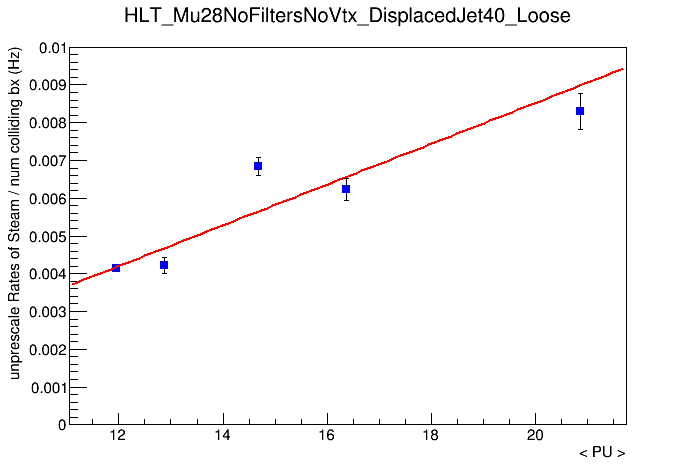 HLT_Mu28NoFiltersNoVtx_DisplacedJet40_Loose
unprescale Rates of Steam / num colliding bx (Hz)
0.01
0.009
0.008
0.007
0.006
0.005
0.004
0.003
0.002
0.001
0
12 14 16 18 20
< PU >